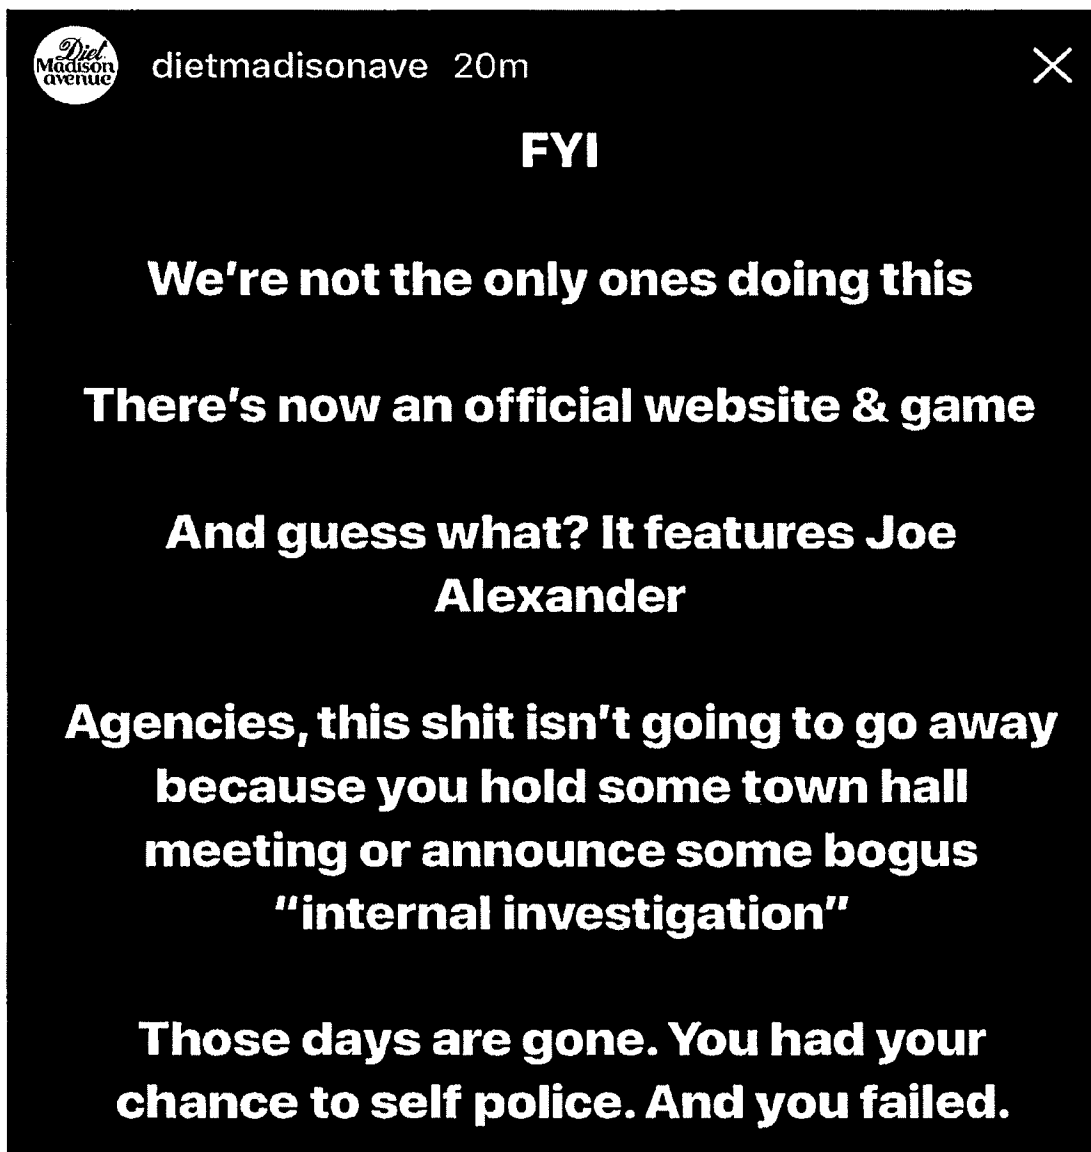 Diet
Madison
avenue
dietmadisonave 20m
FYI
We're not the only ones doing this
There's now an official website & game
And guess what? It features Joe
Alexander
Agencies, this shit isn't going to go away
because you hold some town hall
meeting or announce some bogus
"internal investigation"
Those days are gone. You had your
chance to self police. And you failed.